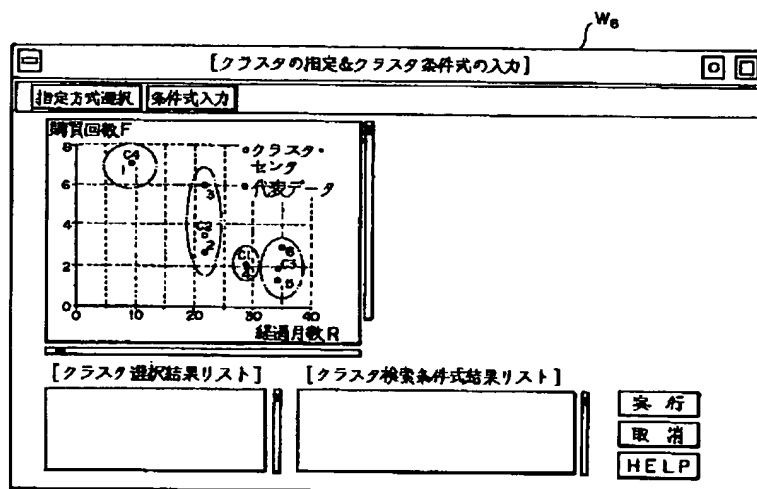 W6
[クラスタの指定&クラスタ条件式の入力]
指定方式選択 条件式入力
購買回数F
クラスタ・
センタ
代表データ
8
6
4
2
0
C4
1
3
C2
2
C1
4
6
C3
5
0 10 20 30 40
経過月数R
[クラスタ選択結果リスト] [クラスタ検索条件式結果リスト]
実行
取消
HELP